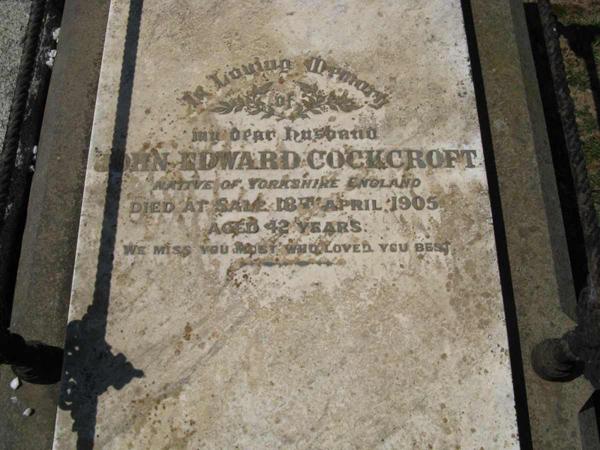 In Loving Memory
of
my dear husband
JOHN EDWARD COCKCROFT
NATIVE OF YORKSHIRE ENGLAND
DIED AT SALE 18TH APRIL 1905
AGED 42 YEARS.
WE MISS YOU MOST WHO LOVED YOU BEST.